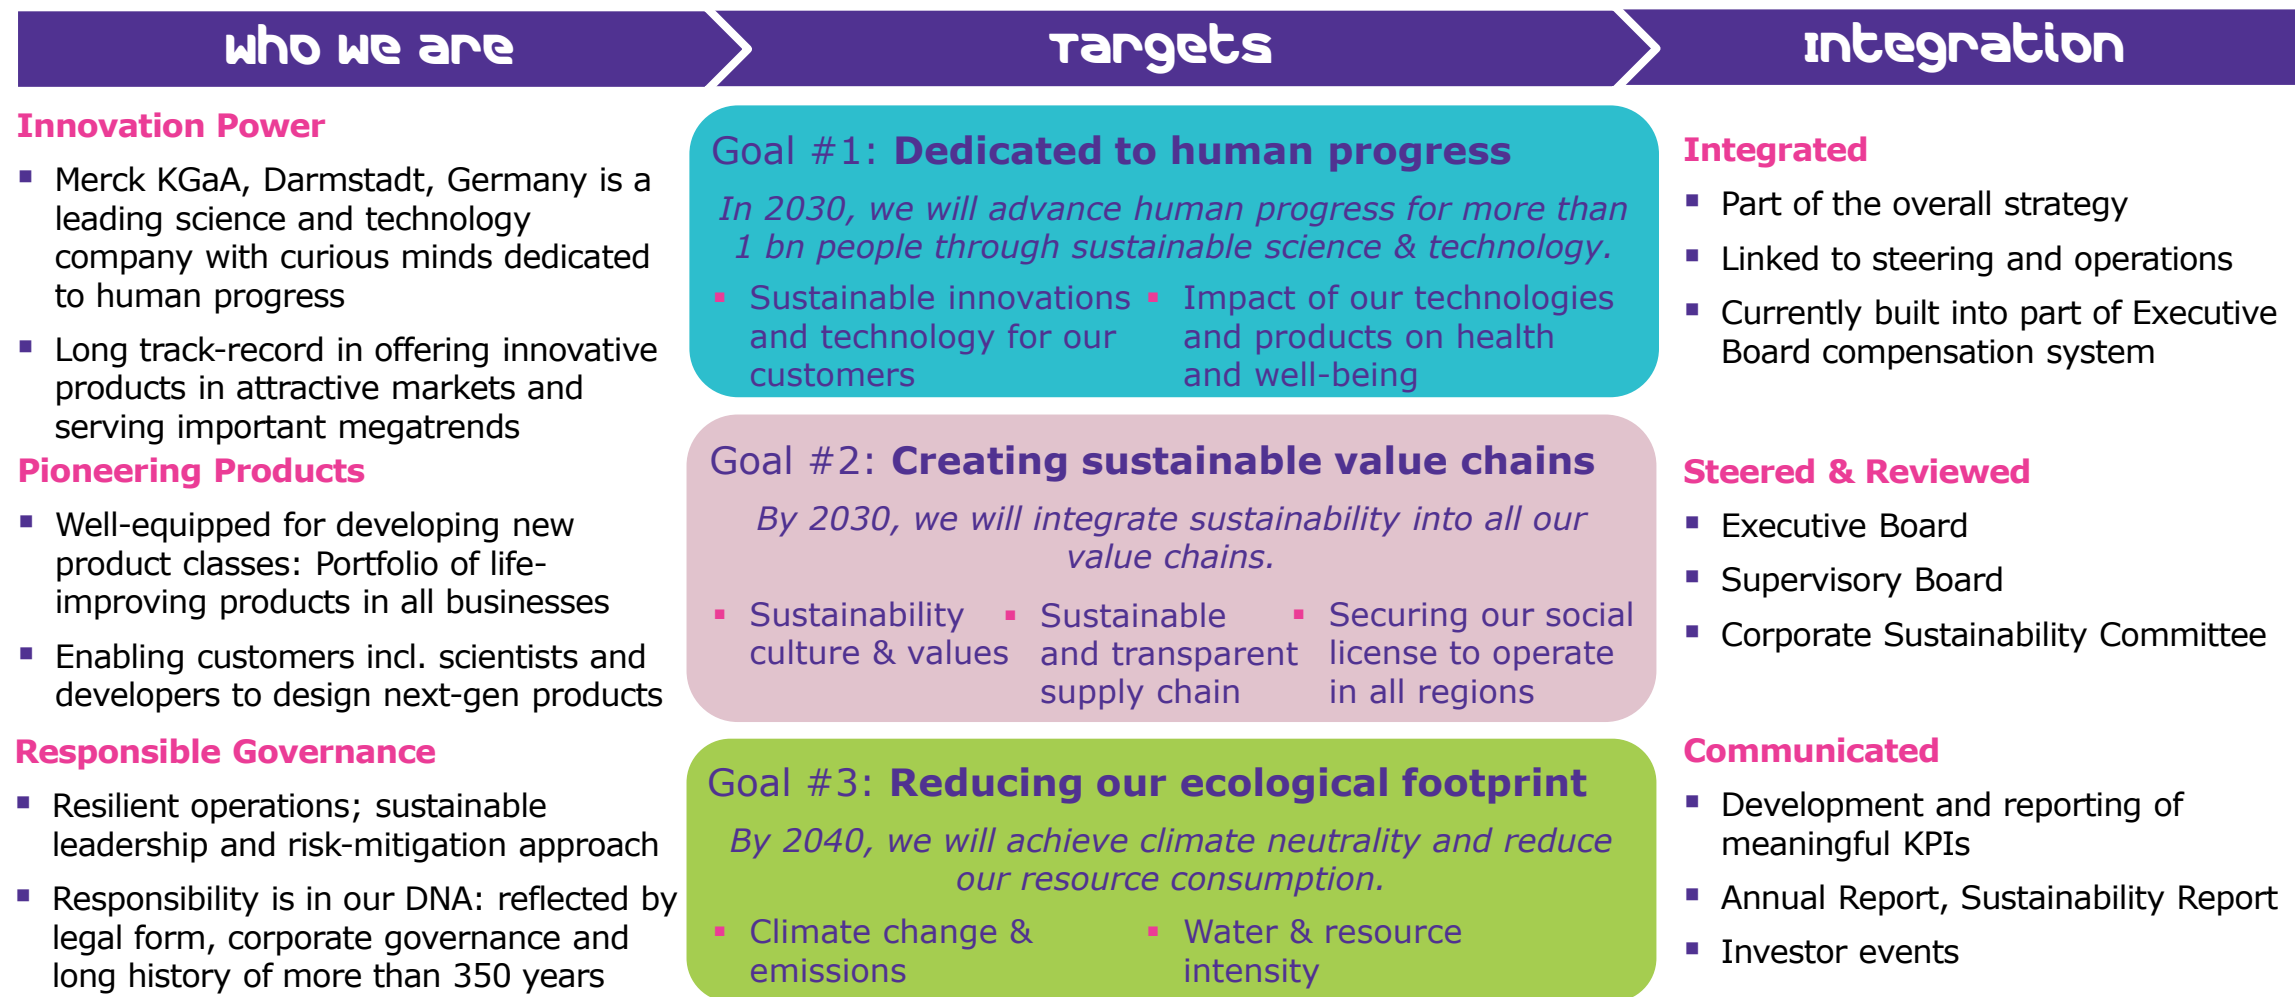 Who we are
Targets
Integration
Innovation Power
▪ Merck KGaA, Darmstadt, Germany is a
leading science and technology
company with curious minds dedicated
to human progress
▪ Long track-record in offering innovative
products in attractive markets and
serving important megatrends
Pioneering Products
▪ Well-equipped for developing new
product classes: Portfolio of life-
improving products in all businesses
▪ Enabling customers incl. scientists and
developers to design next-gen products
Responsible Governance
▪ Resilient operations; sustainable
leadership and risk-mitigation approach
▪ Responsibility is in our DNA: reflected by
legal form, corporate governance and
long history of more than 350 years
Goal #1: Dedicated to human progress
In 2030, we will advance human progress for more than
1 bn people through sustainable science & technology.
▪ Sustainable innovations
and technology for our
customers
▪ Impact of our technologies
and products on health
and well-being
Goal #2: Creating sustainable value chains
By 2030, we will integrate sustainability into all our
value chains.
▪ Sustainability
culture & values
▪ Sustainable
and transparent
supply chain
▪ Securing our social
license to operate
in all regions
Goal #3: Reducing our ecological footprint
By 2040, we will achieve climate neutrality and reduce
our resource consumption.
▪ Climate change &
emissions
▪ Water & resource
intensity
Integrated
▪ Part of the overall strategy
▪ Linked to steering and operations
▪ Currently built into part of Executive
Board compensation system
Steered & Reviewed
▪ Executive Board
▪ Supervisory Board
▪ Corporate Sustainability Committee
Communicated
▪ Development and reporting of
meaningful KPIs
▪ Annual Report, Sustainability Report
▪ Investor events